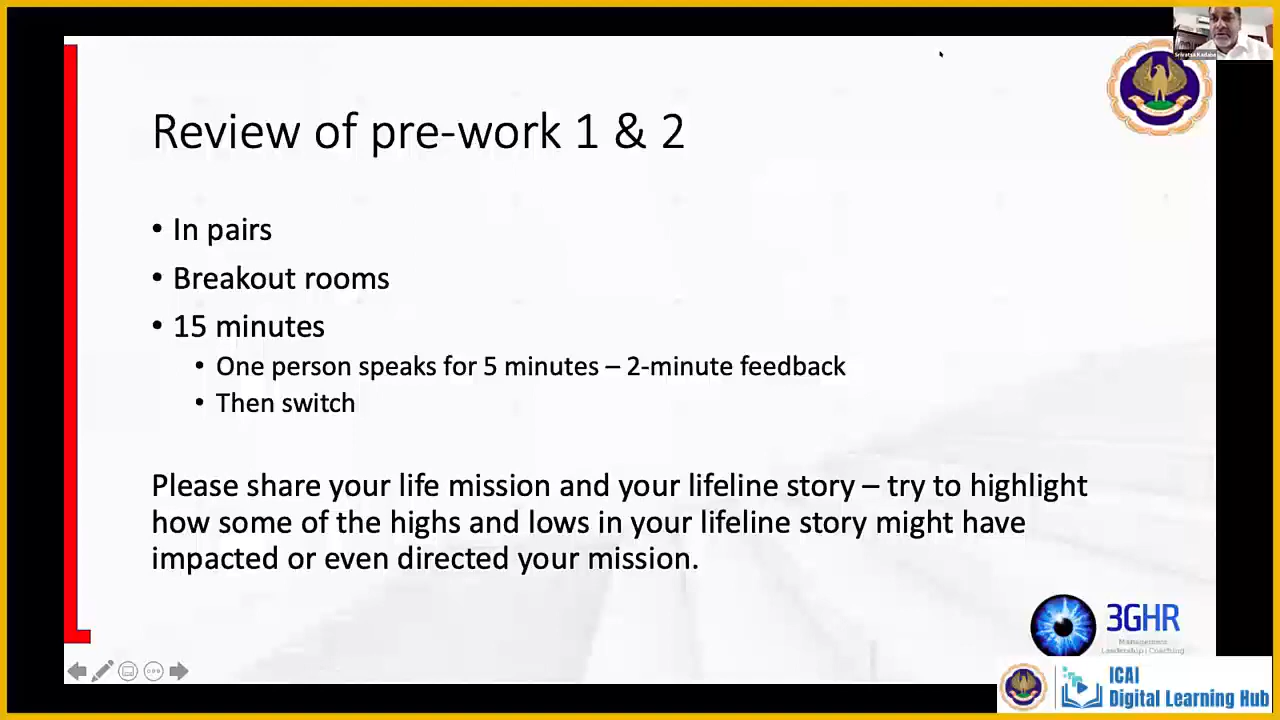 Srivatsa Kadaba
Review of pre-work 1 & 2
• In pairs
• Breakout rooms
• 15 minutes
• One person speaks for 5 minutes – 2-minute feedback
• Then switch
Please share your life mission and your lifeline story – try to highlight
how some of the highs and lows in your lifeline story might have
impacted or even directed your mission.
3GHR
Management
Leadership | Coaching
ICAI
Digital Learning Hub